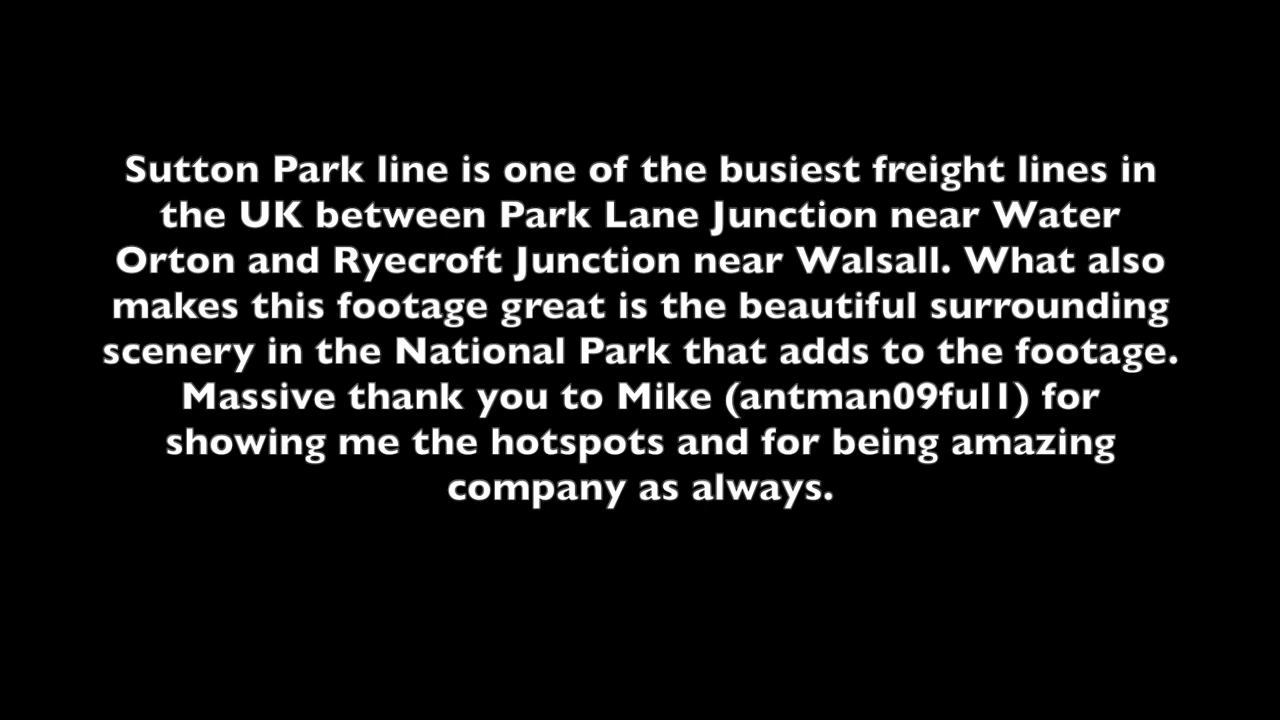 Sutton Park line is one of the busiest freight lines in
the UK between Park Lane Junction near Water
Orton and Ryecroft Junction near Walsall. What also
makes this footage great is the beautiful surrounding
scenery in the National Park that adds to the footage.
Massive thank you to Mike (antman09ful1) for
showing me the hotspots and for being amazing
company as always.